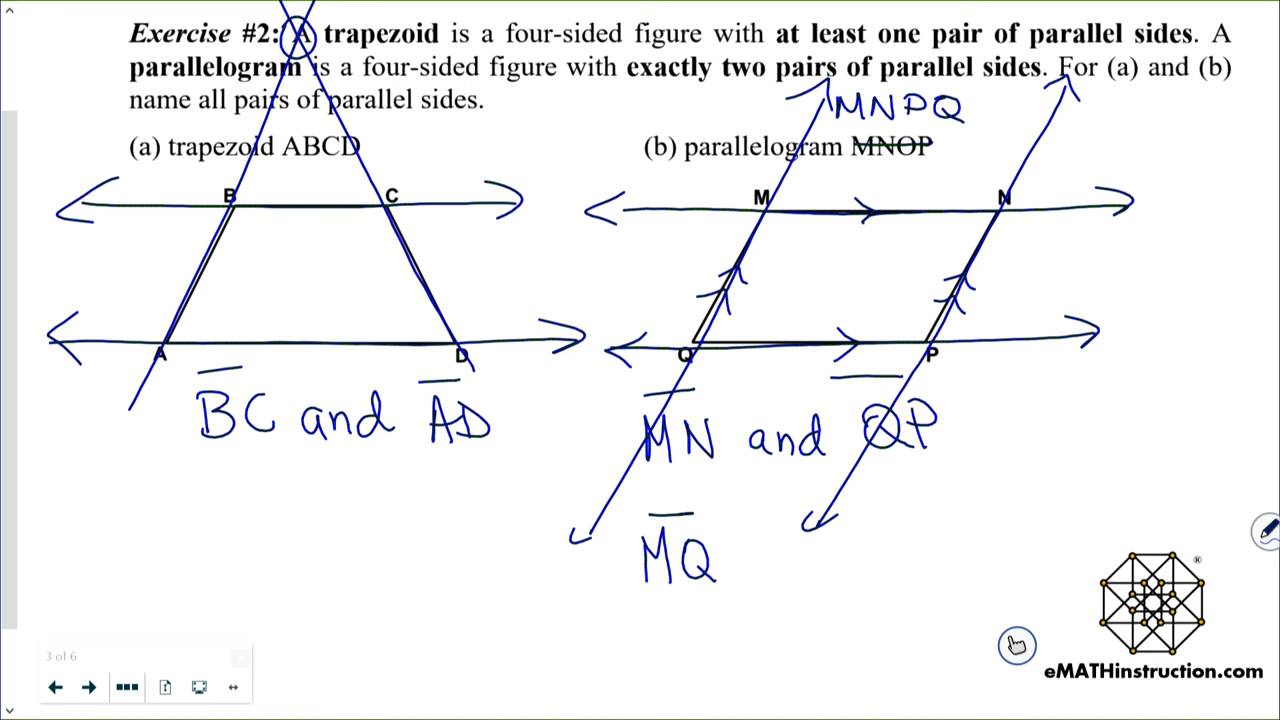 Exercise #2: A trapezoid is a four-sided figure with at least one pair of parallel sides. A
parallelogram is a four-sided figure with exactly two pairs of parallel sides. For (a) and (b)
name all pairs of parallel sides.
MNPQ
(a) trapezoid ABCD
(b) parallelogram MNOP
B
C
M
N
A
D
Q
P
BC and AD
MN and QP
MQ
®
eMATHinstruction.com
3 of 6